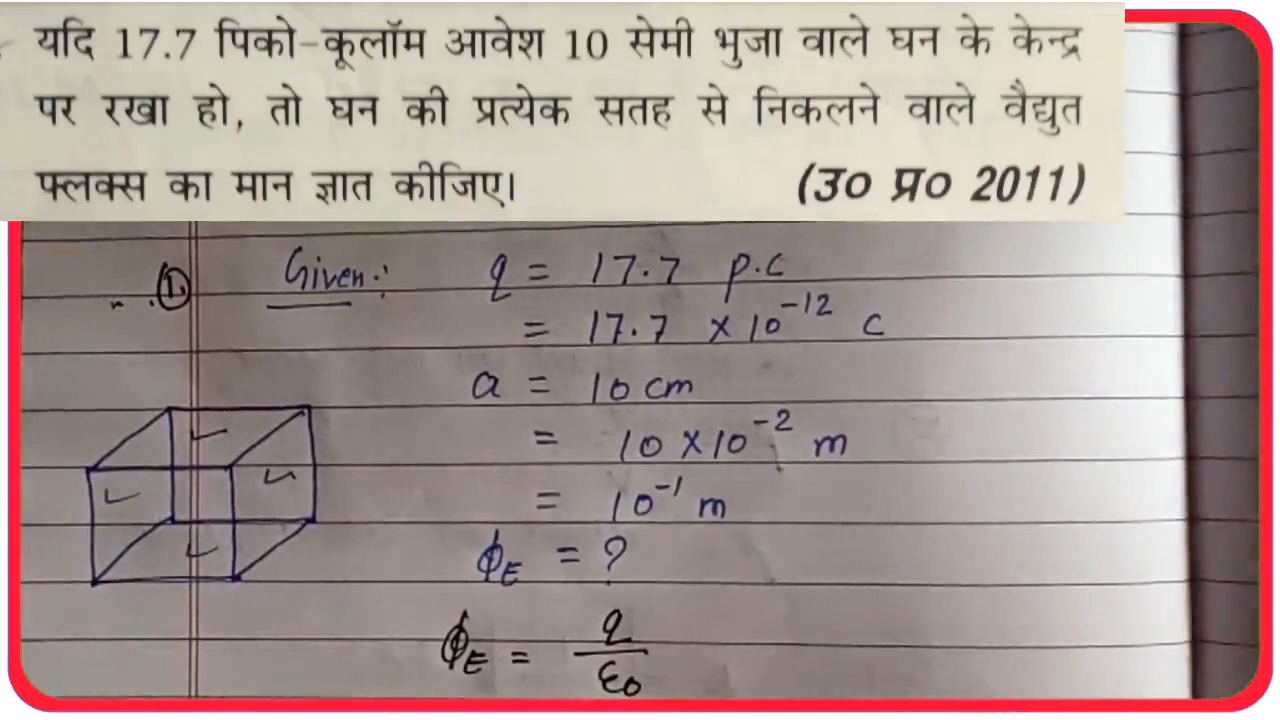 यदि 17.7 पिको-कूलॉम आवेश 10 सेमी भुजा वाले घन के केन्द्र
पर रखा हो, तो घन की प्रत्येक सतह से निकलने वाले वैद्युत
फ्लक्स का मान ज्ञात कीजिए। (उ० प्र० 2011)
① Given:- q = 17.7 p.c
= 17.7 × 10⁻¹² c
a = 10 cm
= 10 × 10⁻² m
= 10⁻¹ m
ϕE = ?
ϕE = q/ε₀